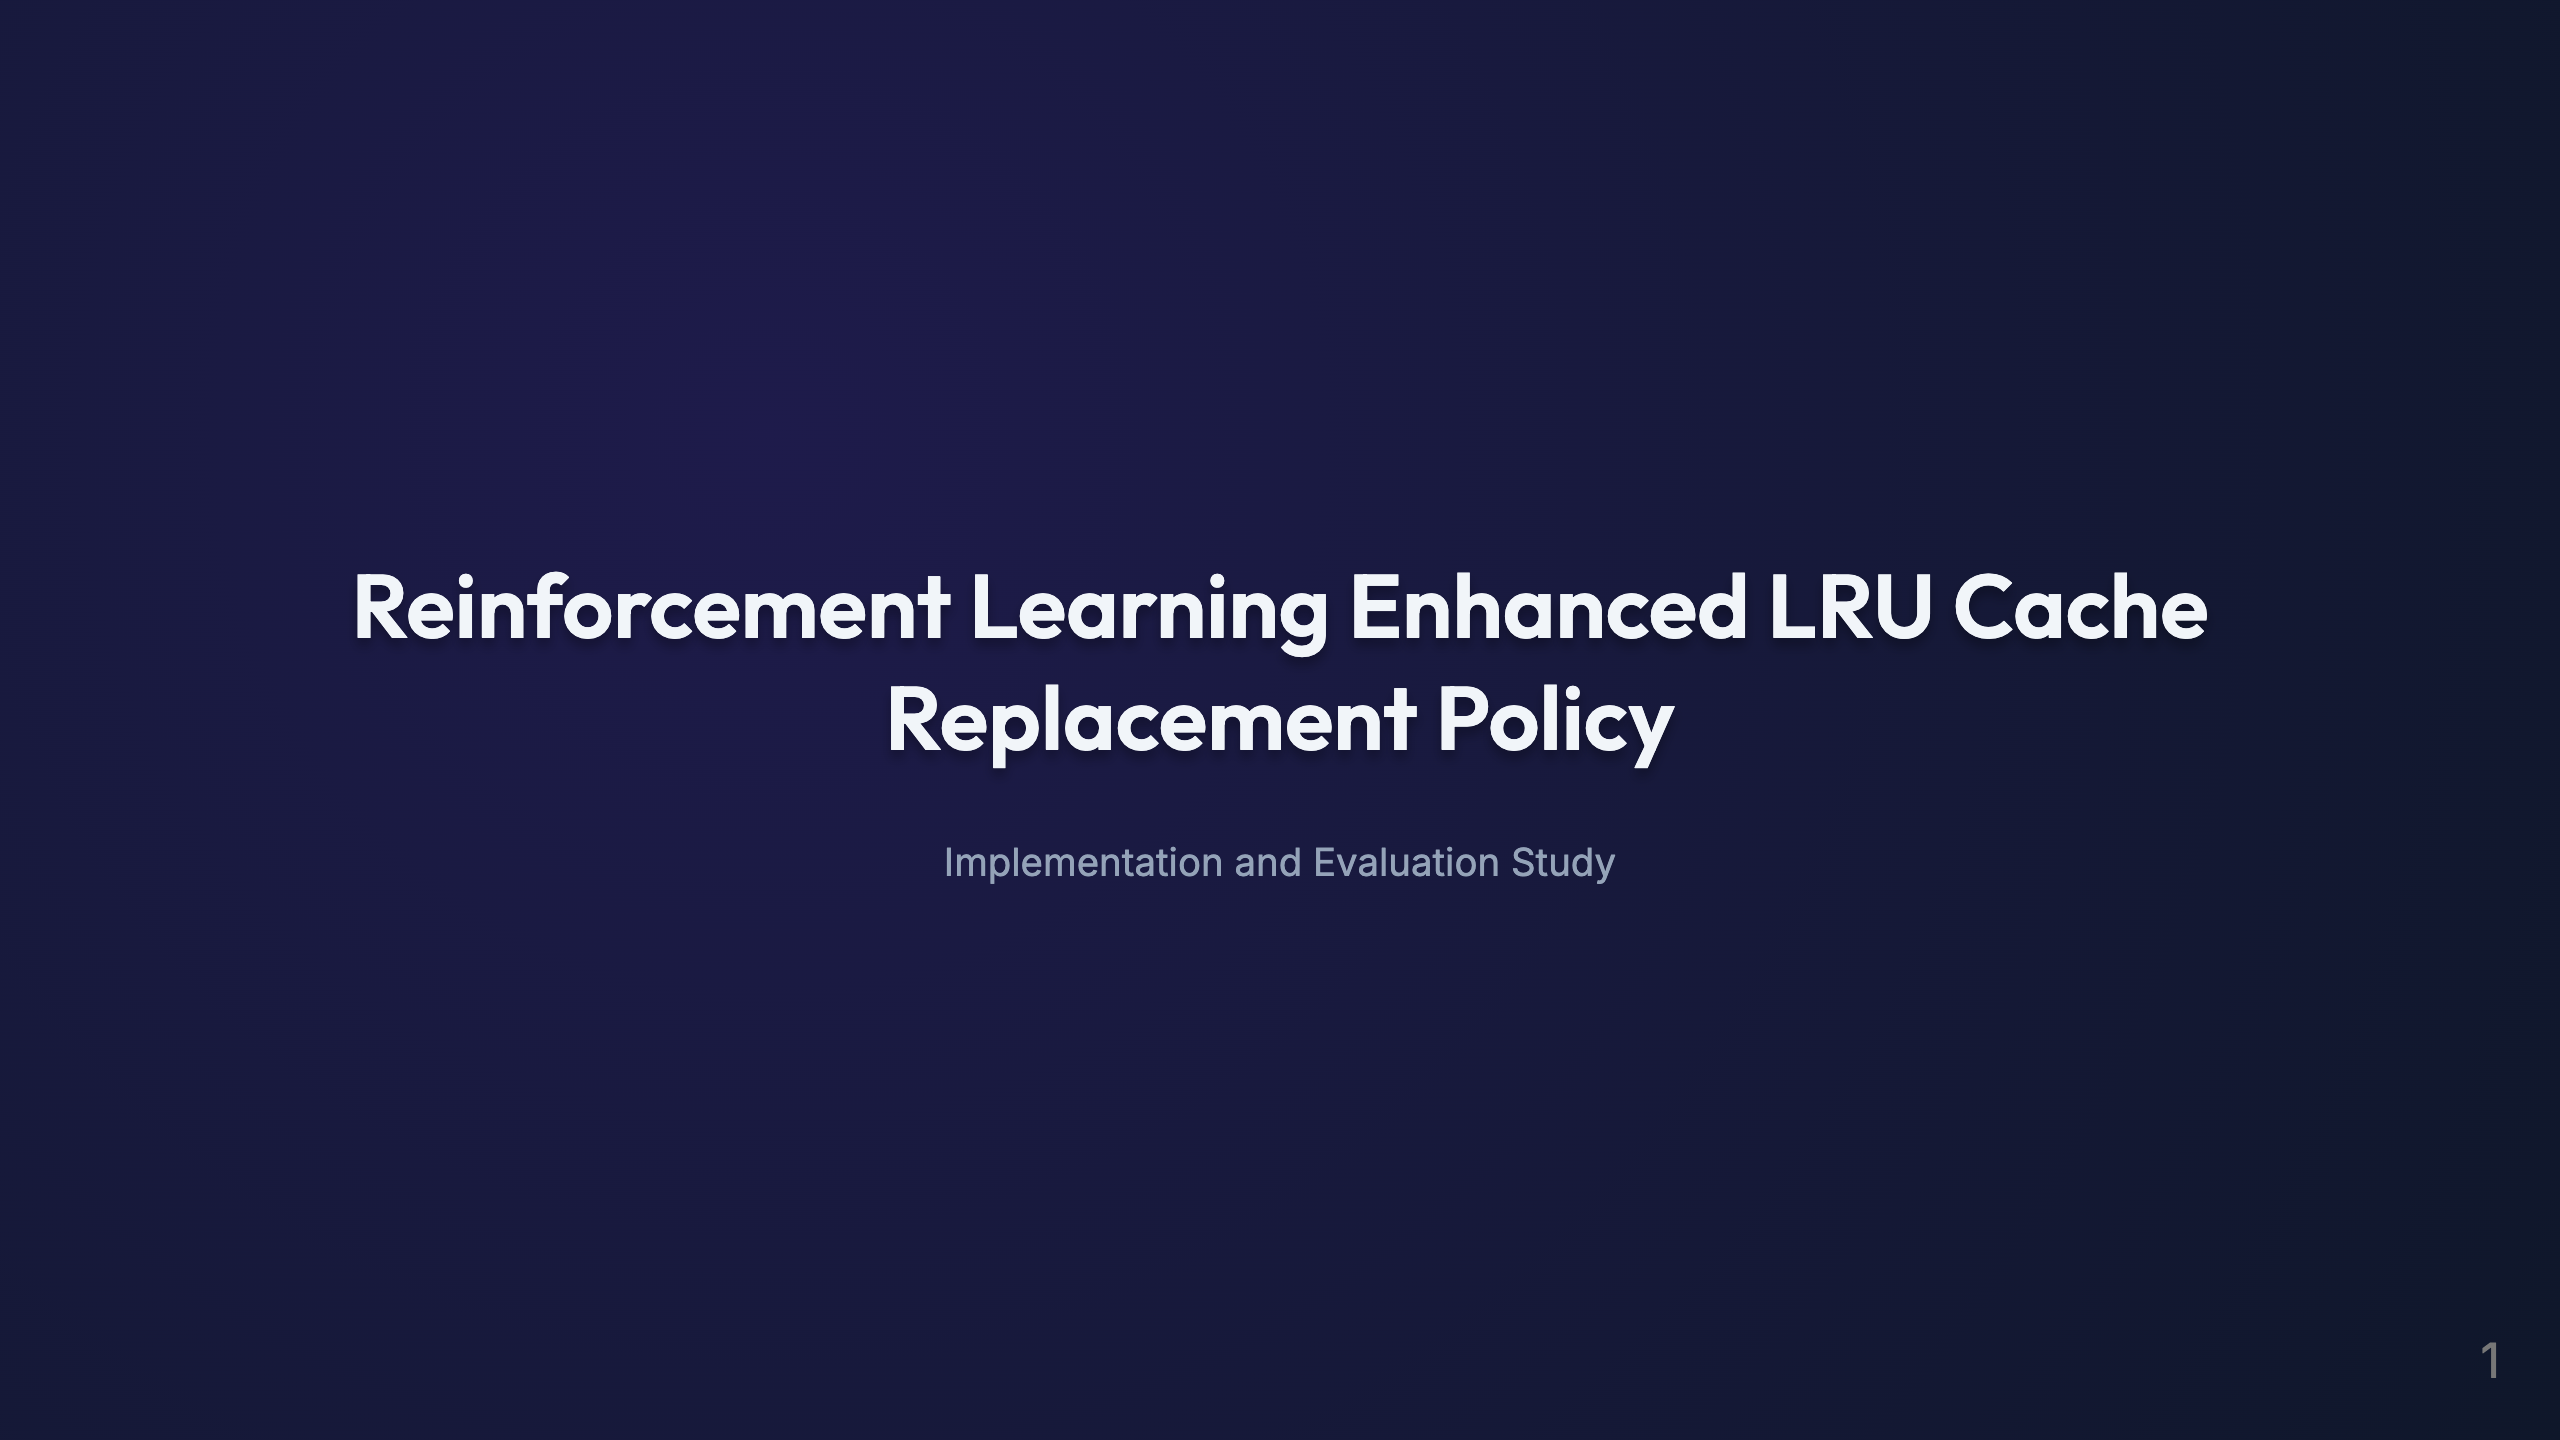 Reinforcement Learning Enhanced LRU Cache
Replacement Policy
Implementation and Evaluation Study
1